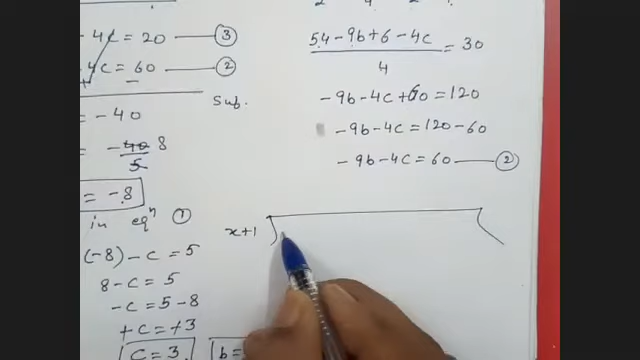 4c = 20 —— ③
4c = 60 —— ②
= -40
= -40 8
5
= -8
in eqⁿ ①
(-8) - c = 5
8 - c = 5
-c = 5 - 8
+c = +3
c = 3
b =
Sub.
54 - 9b + 6 - 4c = 30
4
-9b - 4c + 60 = 120
-9b - 4c = 120 - 60
-9b - 4c = 60 —— ②
x+1